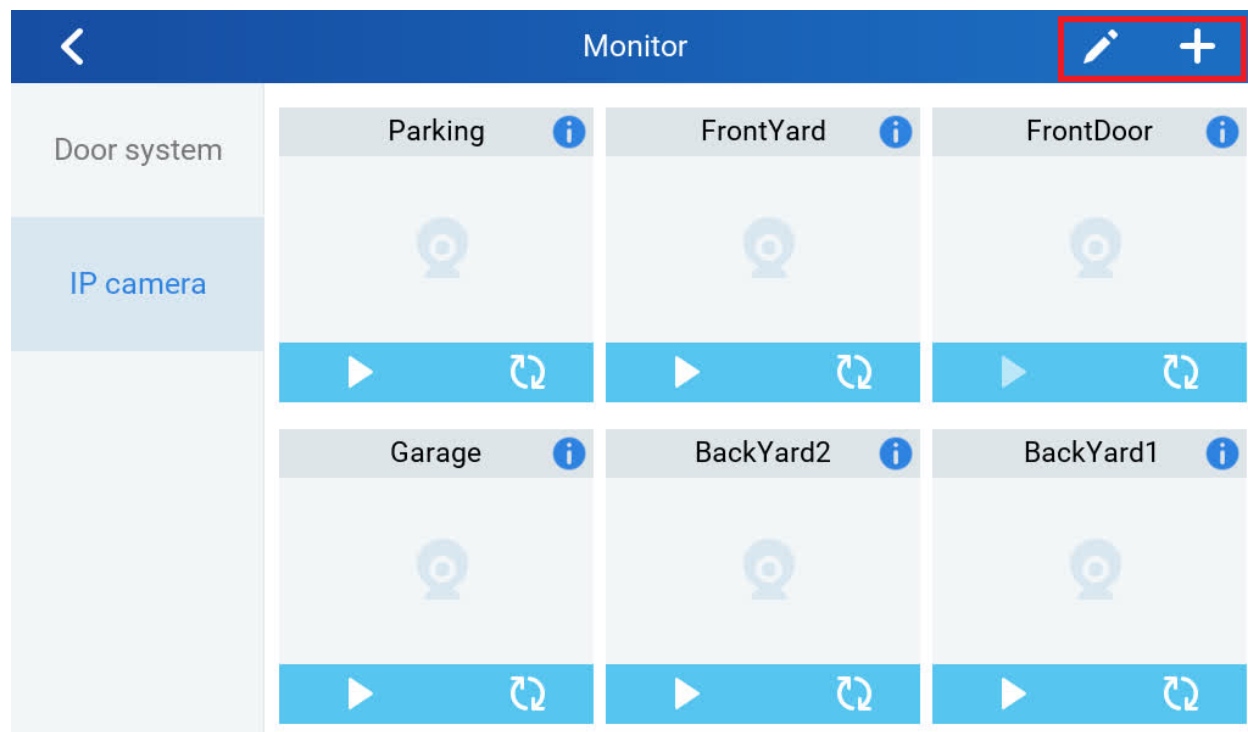 Monitor
Door system
IP camera
Parking
FrontYard
FrontDoor
Garage
BackYard2
BackYard1